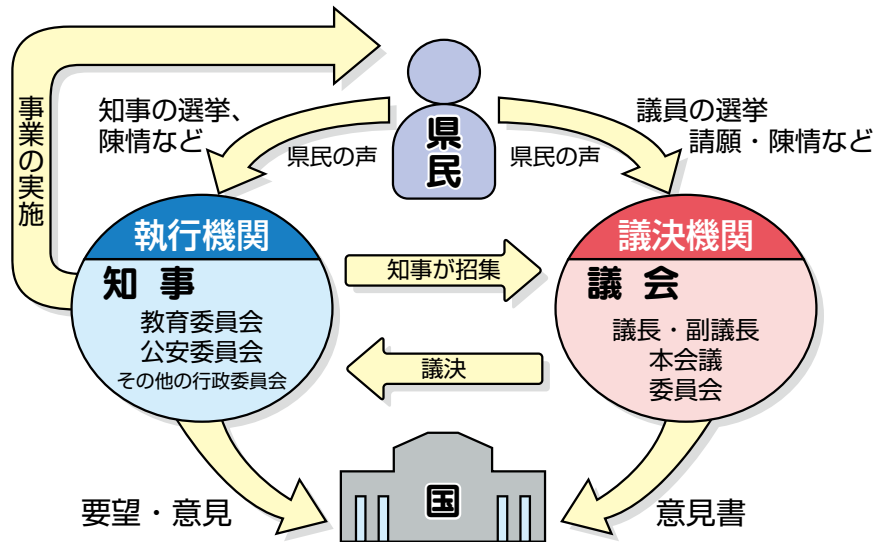 事業の実施
知事の選挙、
陳情など
県民の声
県民
県民の声
議員の選挙
請願・陳情など
執行機関
知 事
教育委員会
公安委員会
その他の行政委員会
知事が招集
議決
議決機関
議 会
議長・副議長
本会議
委員会
要望・意見
国
意見書